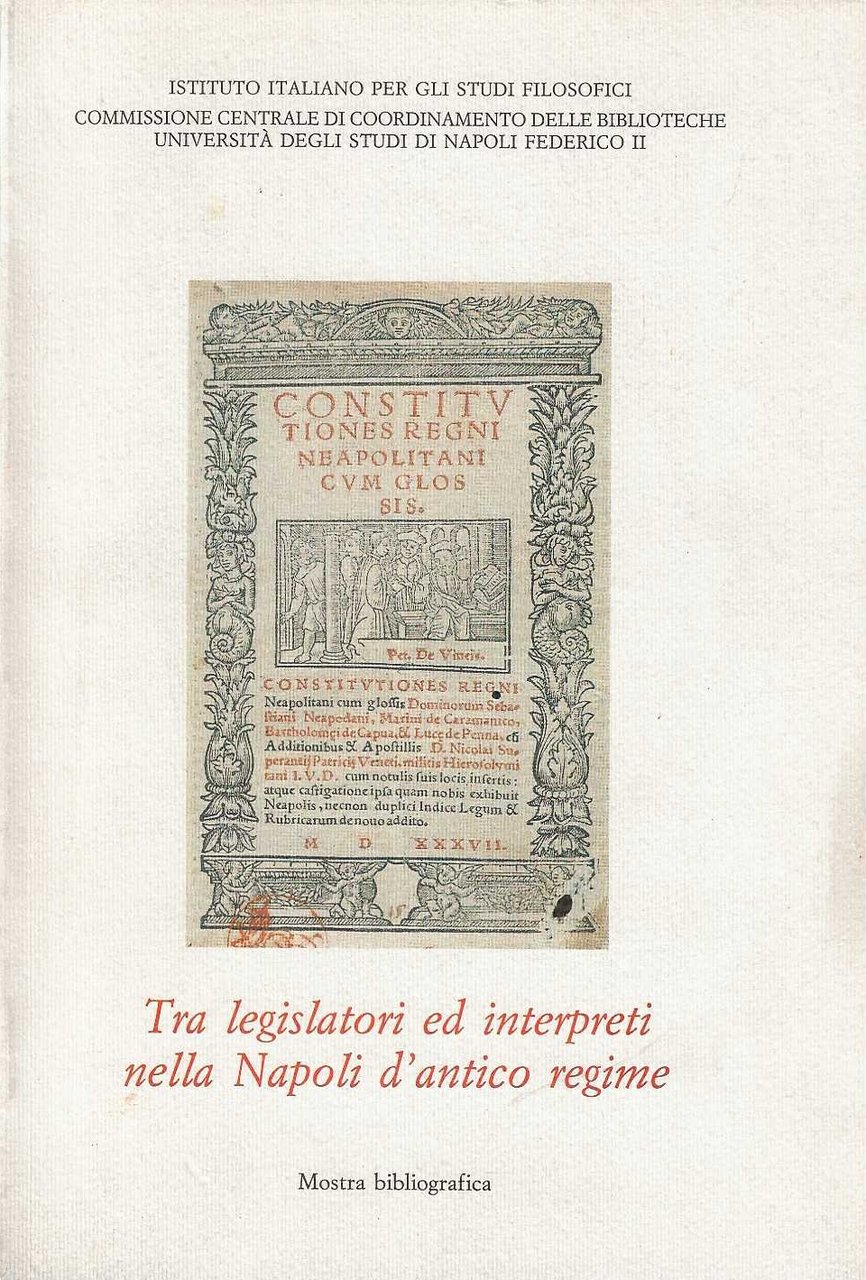 ISTITUTO ITALIANO PER GLI STUDI FILOSOFICI
COMMISSIONE CENTRALE DI COORDINAMENTO DELLE BIBLIOTECHE
UNIVERSITÀ DEGLI STUDI DI NAPOLI FEDERICO II
CONSTITV
TIONES REGNI
NEAPOLITANI
CVM GLOS
SIS.
Pet. De Vineis.
CONSTITVTIONES REGNI
Neapolitani cum glossis Dominorum Seba-
stiani Neapodani, Marini de Caramanico,
Bartholomęi de Capua, & Lucę de Penna, cū
Additionibus & Apostillis D. Nicolai Su-
perantij Patricij Veneti. militis Hierosolymi
tani I. V. D. cum notulis suis locis insertis:
atque castigatione ipsa quam nobis exhibuit
Neapolis, necnon duplici Indice Legum &
Rubricarum de nouo addito.
M D XXXVII.
Tra legislatori ed interpreti
nella Napoli d'antico regime
Mostra bibliografica